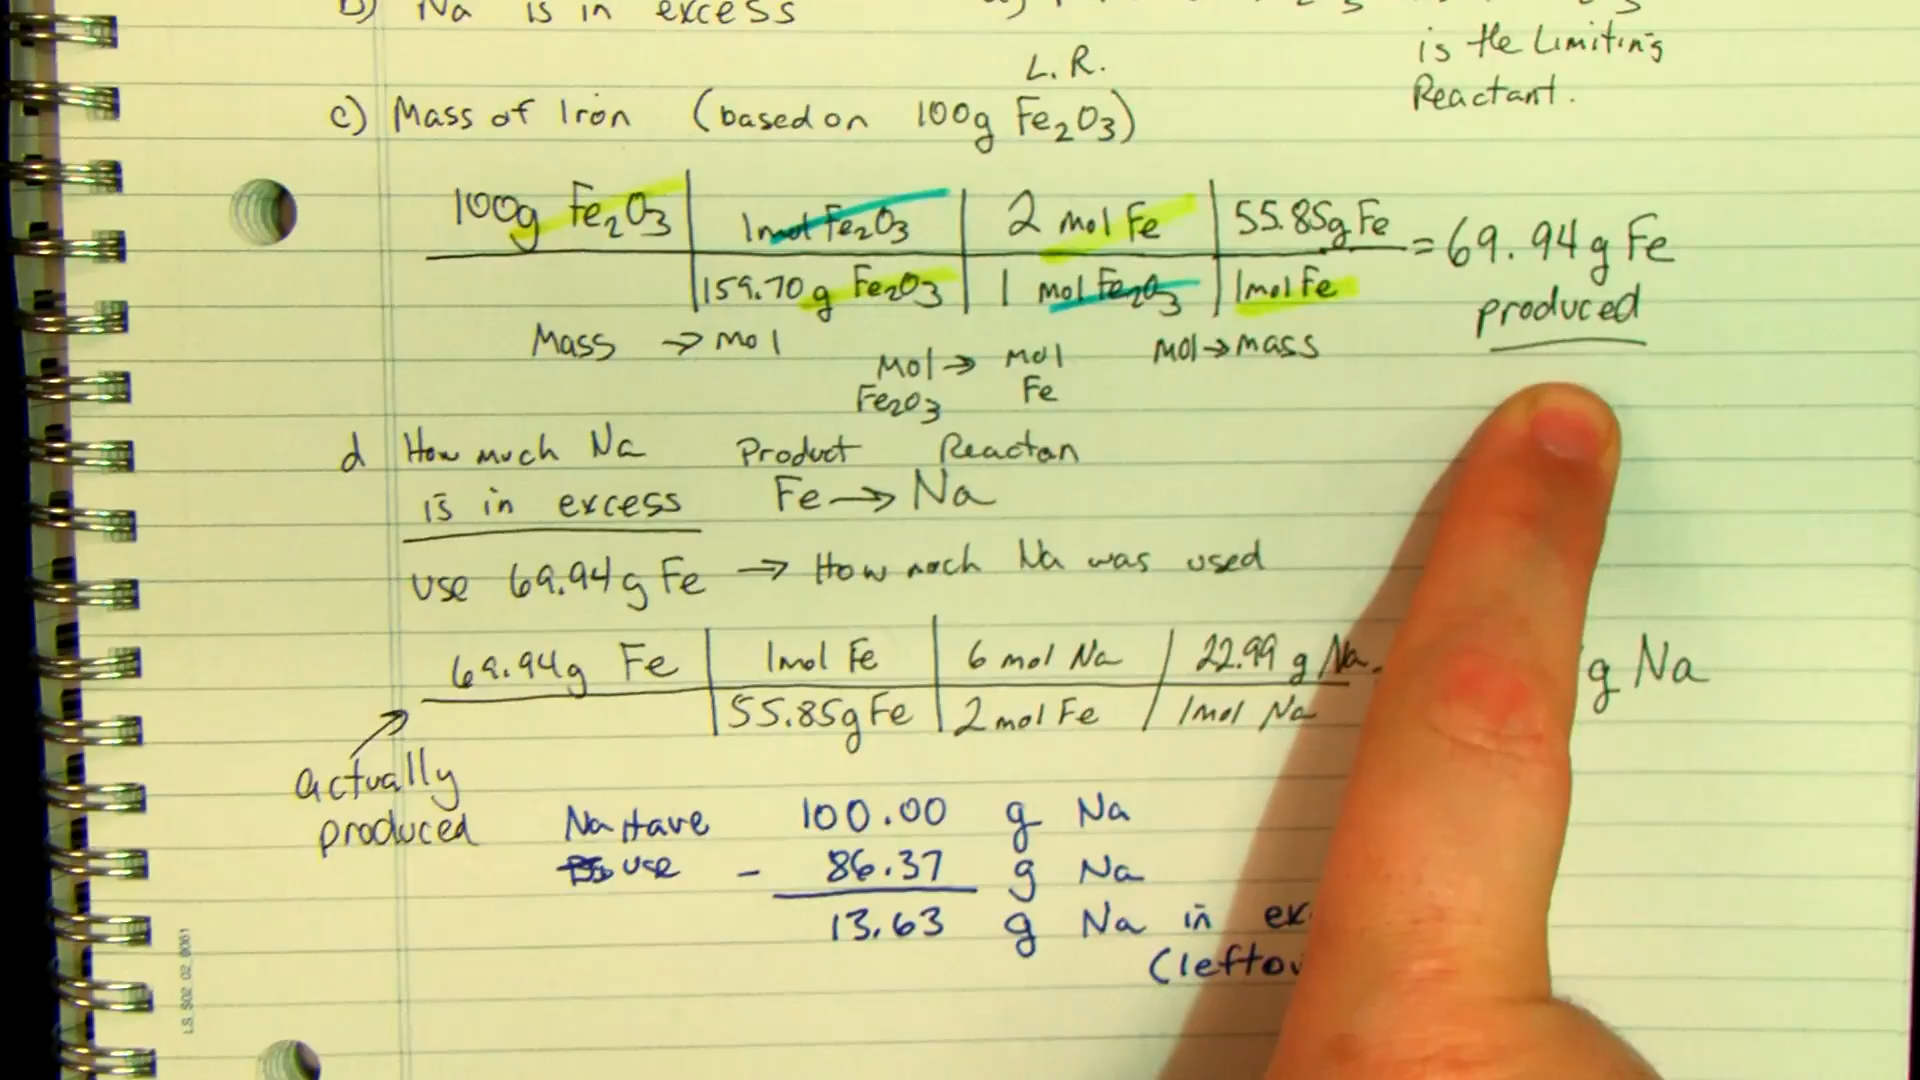 b) Na is in excess
is the Limiting
Reactant.
L.R.
c) Mass of Iron (based on 100g Fe2O3)
100g Fe2O3 | 1mol Fe2O3 | 2 mol Fe | 55.85g Fe = 69.94g Fe
159.70 g Fe2O3 | 1 mol Fe2O3 | 1mol Fe
produced
Mass → mol
Mol → mol
Fe2O3 Fe
Mol → mass
d How much Na
is in excess
Product Reactan
Fe → Na
use 69.94g Fe → How much Na was used
69.94g Fe | 1mol Fe | 6 mol Na | 22.99 g Na
55.85g Fe | 2 mol Fe | 1mol Na
g Na
actually
produced
Na Have 100.00 g Na
use - 86.37 g Na
13.63 g Na in ex
(leftov
LS_S02_02_0061